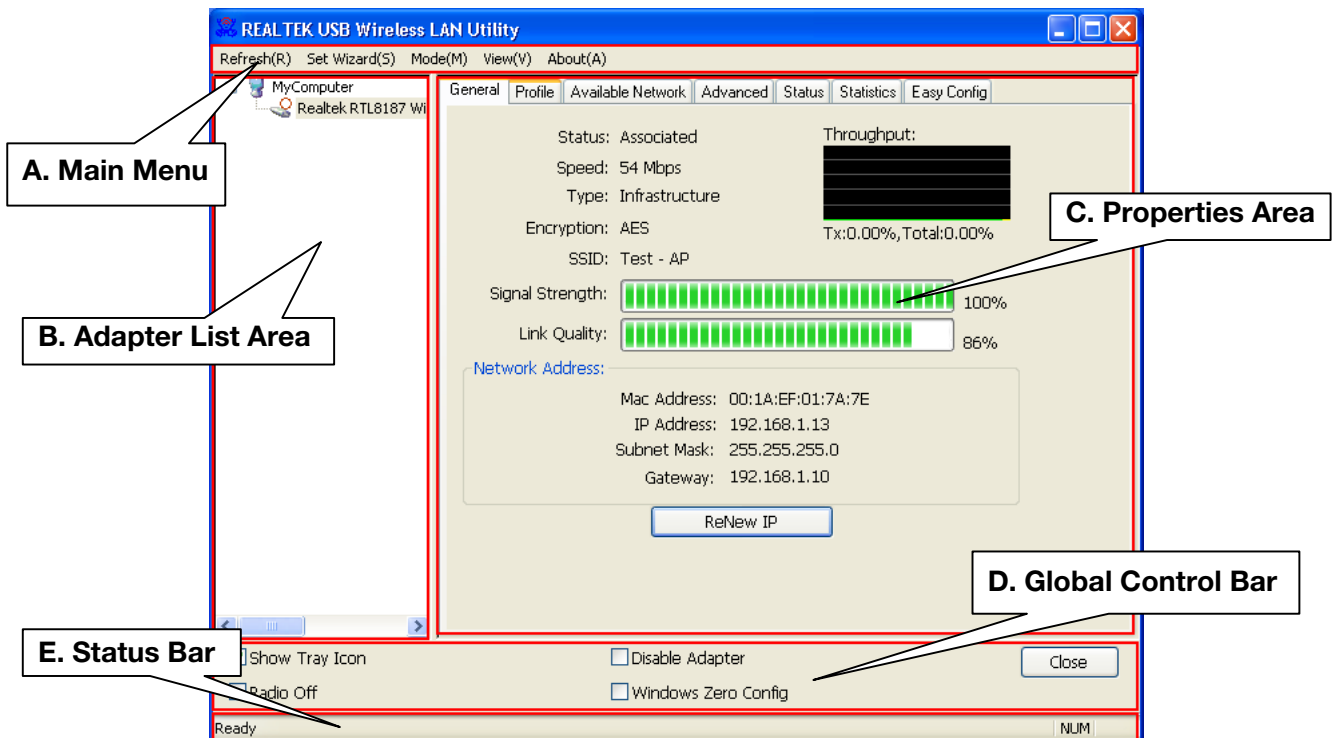 REALTEK USB Wireless LAN Utility
Refresh(R) Set Wizard(S) Mode(M) View(V) About(A)
MyComputer
Realtek RTL8187 Wi
General Profile Available Network Advanced Status Statistics Easy Config
Status: Associated
Speed: 54 Mbps
Type: Infrastructure
Encryption: AES
SSID: Test - AP
Throughput:
Tx:0.00%,Total:0.00%
Signal Strength: 100%
Link Quality: 86%
Network Address:
Mac Address: 00:1A:EF:01:7A:7E
IP Address: 192.168.1.13
Subnet Mask: 255.255.255.0
Gateway: 192.168.1.10
ReNew IP
A. Main Menu
B. Adapter List Area
C. Properties Area
D. Global Control Bar
E. Status Bar
Show Tray Icon
Radio Off
Disable Adapter
Windows Zero Config
Close
Ready
NUM